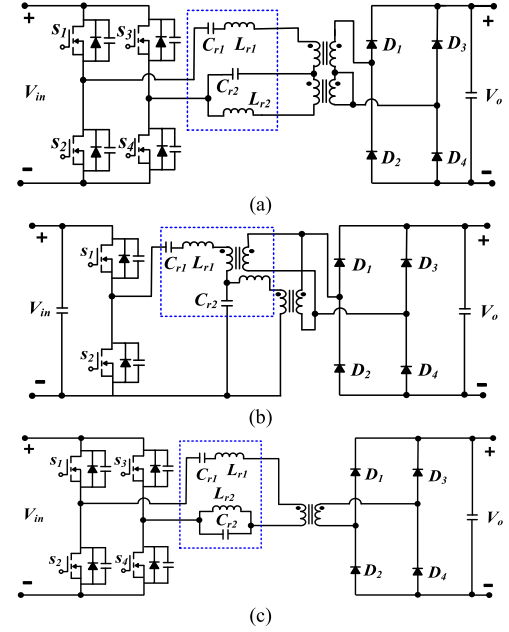 +
S1
S3
Cr1 Lr1
D1
D3
Vin
Cr2
Vo
Lr2
S2
S4
D2
D4
−
−
(a)
+
+
S1
Cr1 Lr1
D1
D3
Vin
Cr2
Vo
S2
D2
D4
−
−
(b)
+
+
S1
S3
Cr1 Lr1
D1
D3
Lr2
Vin
Cr2
Vo
S2
S4
D2
D4
−
−
(c)